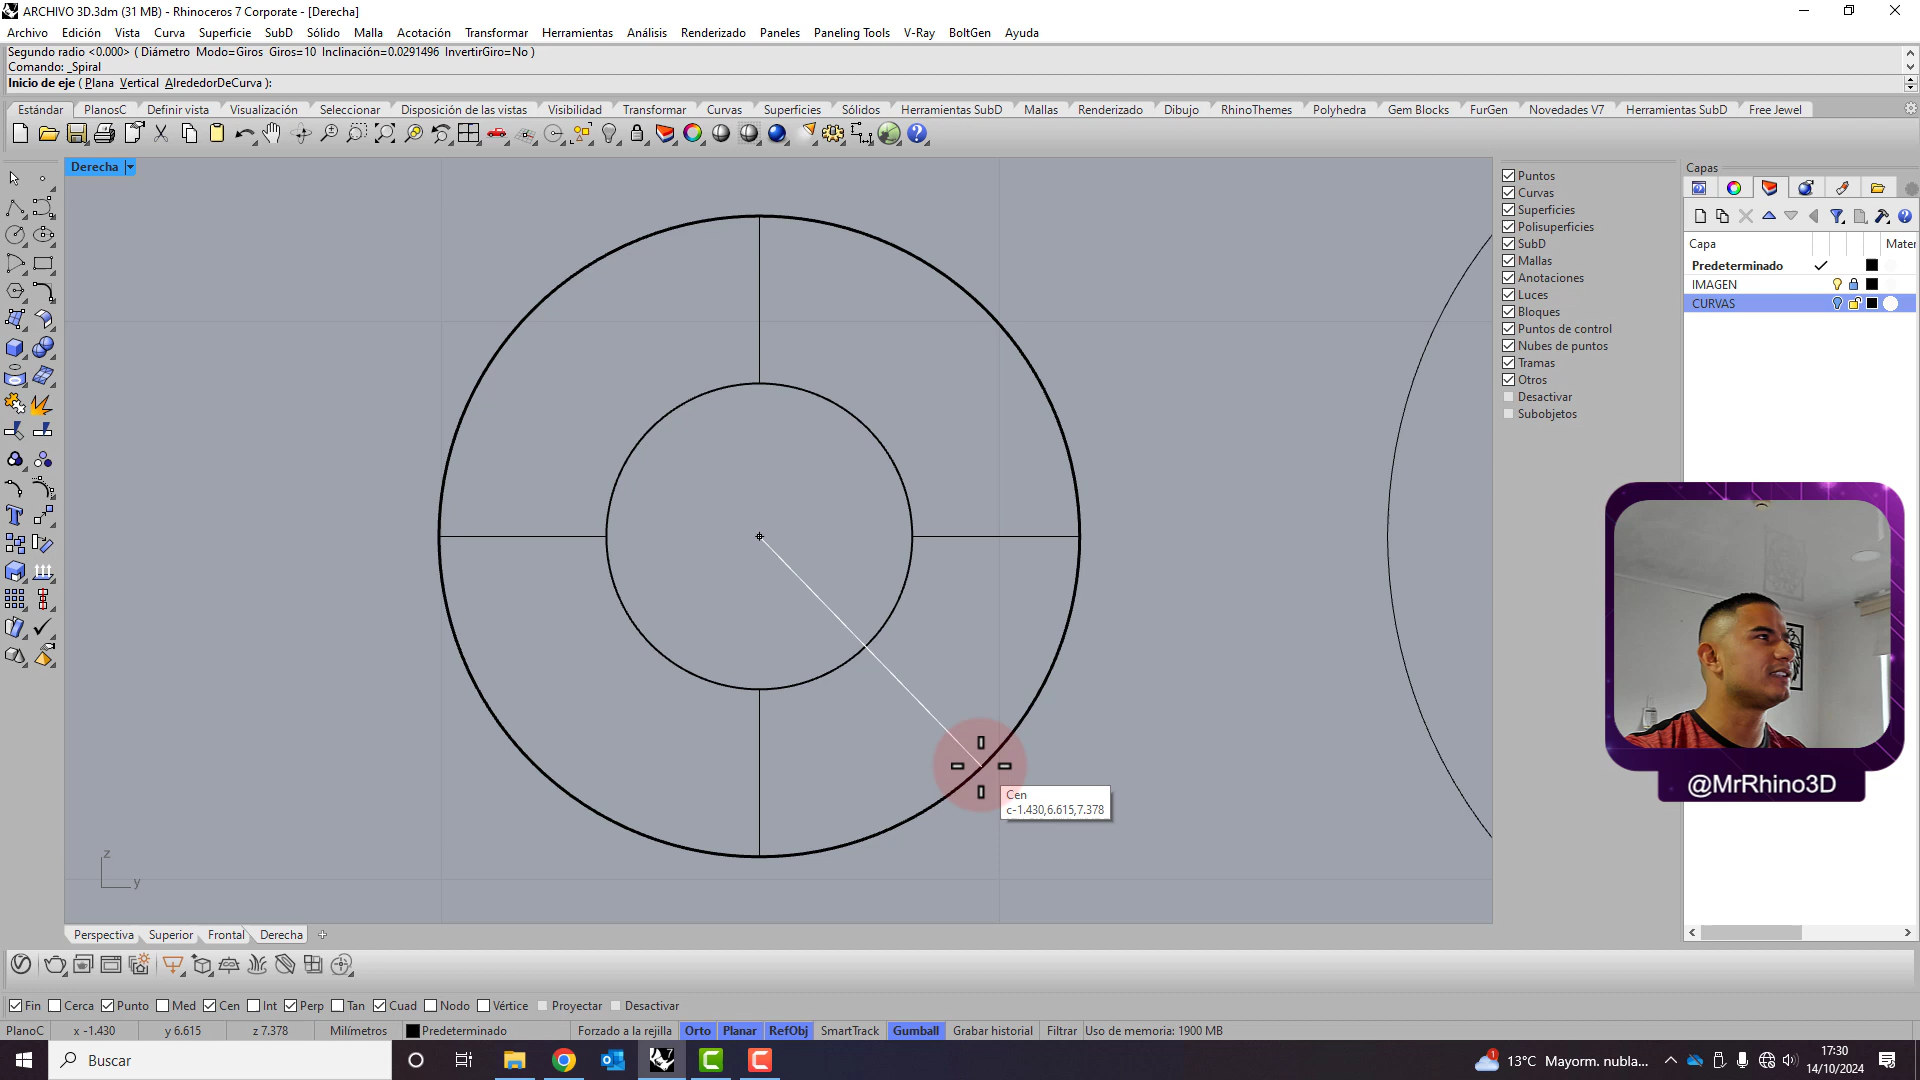 ARCHIVO 3D.3dm (31 MB) - Rhinoceros 7 Corporate - [Derecha]
Archivo Edición Vista Curva Superficie SubD Sólido Malla Acotación Transformar Herramientas Análisis Renderizado Paneles Paneling Tools V-Ray BoltGen Ayuda
Segundo radio <0.000> ( Diámetro Modo=Giros Giros=10 Inclinación=0.0291496 InvertirGiro=No )
Comando: _Spiral
Inicio de eje ( Plana Vertical AlrededorDeCurva ):
Estándar PlanosC Definir vista Visualización Seleccionar Disposición de las vistas Visibilidad Transformar Curvas Superficies Sólidos Herramientas SubD Mallas Renderizado Dibujo RhinoThemes Polyhedra Gem Blocks FurGen Novedades V7 Herramientas SubD Free Jewel
Derecha
Puntos
Curvas
Superficies
Polisuperficies
SubD
Mallas
Anotaciones
Luces
Bloques
Puntos de control
Nubes de puntos
Tramas
Otros
Desactivar
Subobjetos
Capas
Capa Mater
Predeterminado
IMAGEN
CURVAS
@MrRhino3D
Cen
c-1.430,6.615,7.378
z
y
Perspectiva Superior Frontal Derecha
Fin Cerca Punto Med Cen Int Perp Tan Cuad Nodo Vértice Proyectar Desactivar
PlanoC x -1.430 y 6.615 z 7.378 Milímetros Predeterminado Forzado a la rejilla Orto Planar RefObj SmartTrack Gumball Grabar historial Filtrar Uso de memoria: 1900 MB
Buscar
7
1
13°C Mayorm. nubla...
17:30
14/10/2024